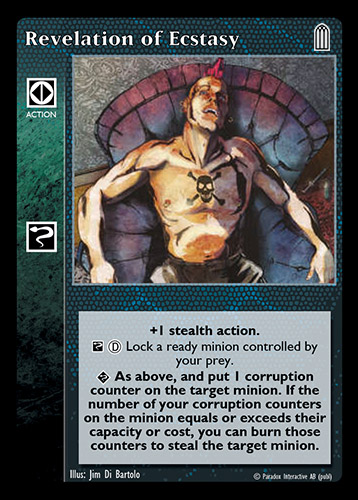 Revelation of Ecstasy
ACTION
+1 stealth action.
D Lock a ready minion controlled by
your prey.
As above, and put 1 corruption
counter on the target minion. If the
number of your corruption counters
on the minion equals or exceeds their
capacity or cost, you can burn those
counters to steal the target minion.
Illus: Jim Di Bartolo
© Paradox Interactive AB (publ)